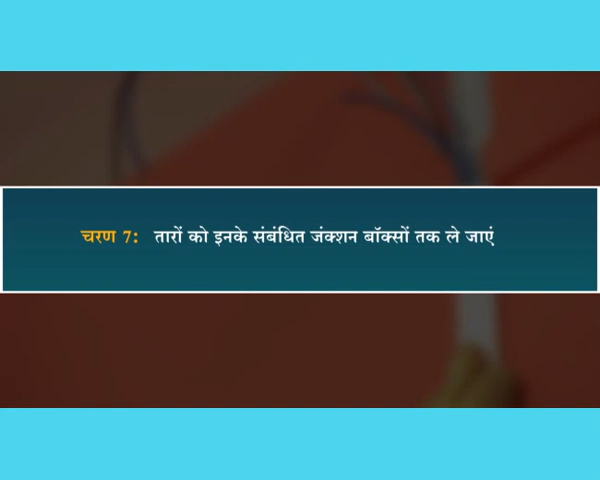 चरण 7: तारों को इनके संबंधित जंक्शन बॉक्सों तक ले जाएं